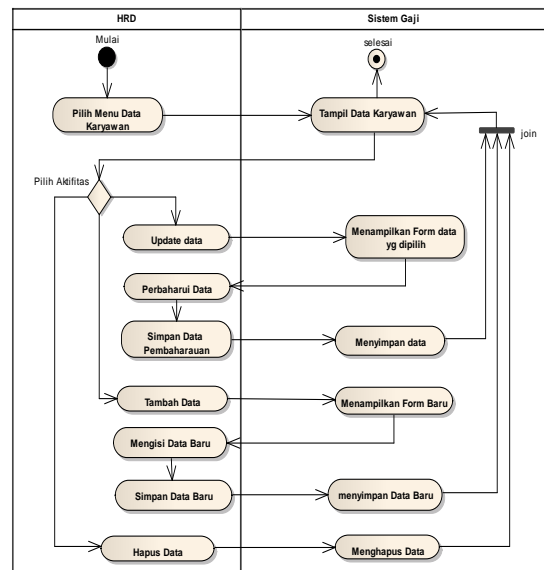 HRD
Sistem Gaji
Mulai
selesai
Pilih Menu Data
Karyawan
Tampil Data Karyawan
join
Pilih Aktifitas
Update data
Menampilkan Form data
yg dipilih
Perbaharui Data
Simpan Data
Pembaharauan
Menyimpan data
Tambah Data
Menampilkan Form Baru
Mengisi Data Baru
Simpan Data Baru
menyimpan Data Baru
Hapus Data
Menghapus Data